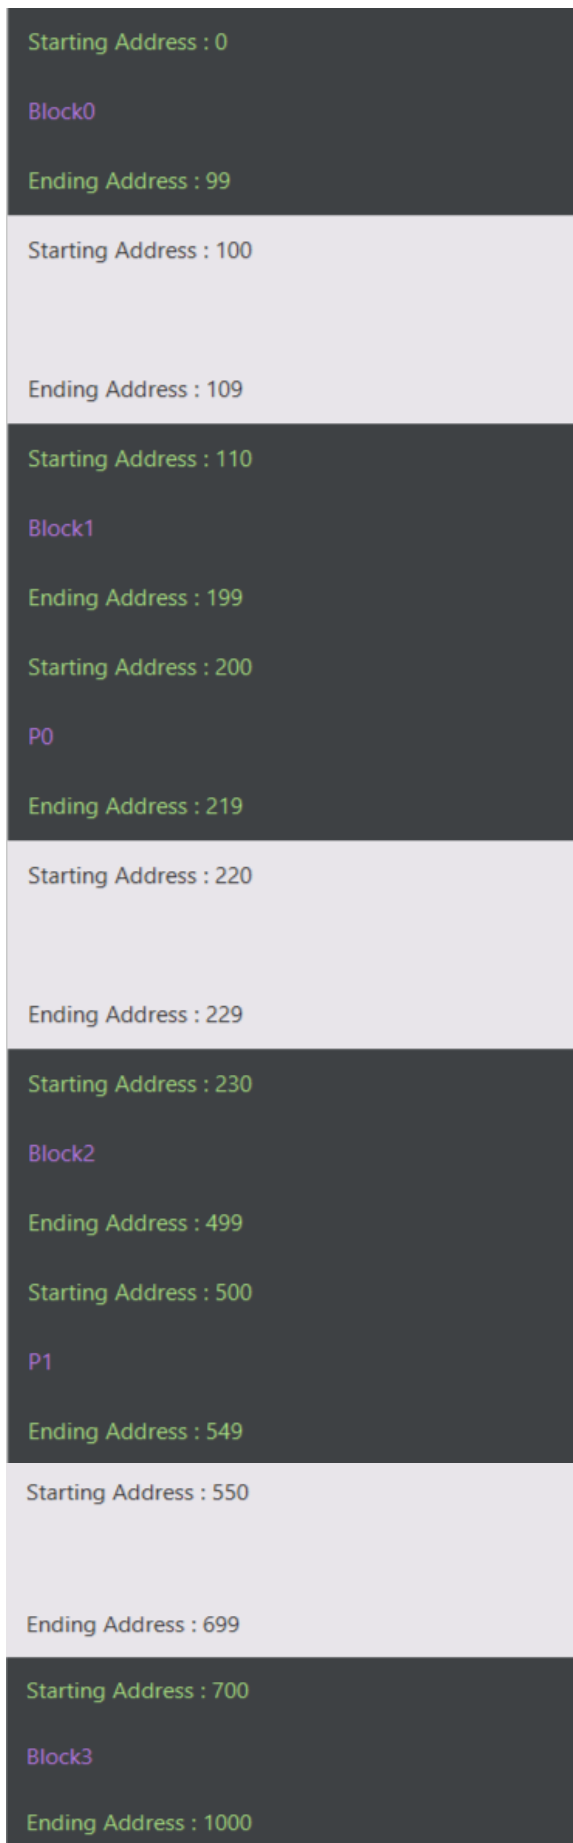 Starting Address : 0
Block0
Ending Address : 99
Starting Address : 100
Ending Address : 109
Starting Address : 110
Block1
Ending Address : 199
Starting Address : 200
P0
Ending Address : 219
Starting Address : 220
Ending Address : 229
Starting Address : 230
Block2
Ending Address : 499
Starting Address : 500
P1
Ending Address : 549
Starting Address : 550
Ending Address : 699
Starting Address : 700
Block3
Ending Address : 1000